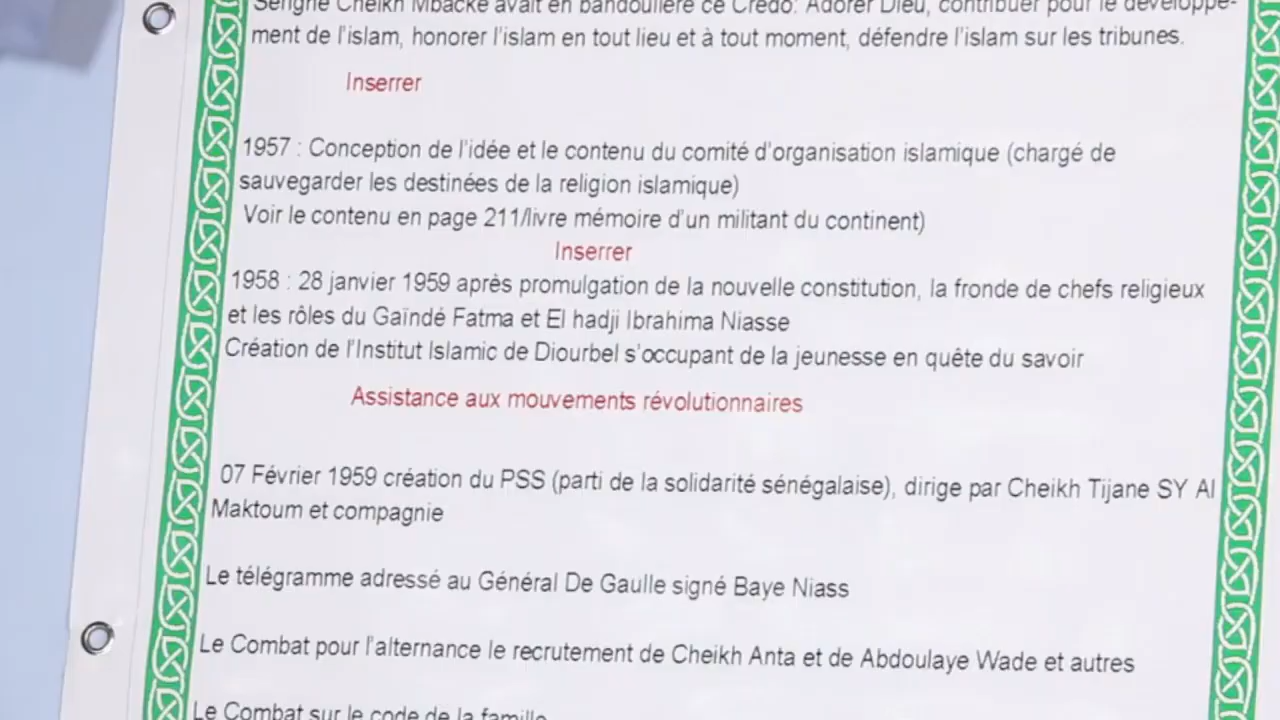 Serigne Cheikh Mbacké avait en bandoulière ce Credo: Adorer Dieu, contribuer pour le développe-
ment de l'islam, honorer l'islam en tout lieu et à tout moment, défendre l'islam sur les tribunes.
Inserrer
1957 : Conception de l'idée et le contenu du comité d'organisation islamique (chargé de
sauvegarder les destinées de la religion islamique)
Voir le contenu en page 211/livre mémoire d'un militant du continent)
Inserrer
1958 : 28 janvier 1959 après promulgation de la nouvelle constitution, la fronde de chefs religieux
et les rôles du Gaïndé Fatma et El hadji Ibrahima Niasse
Création de l'Institut Islamic de Diourbel s'occupant de la jeunesse en quête du savoir
Assistance aux mouvements révolutionnaires
07 Février 1959 création du PSS (parti de la solidarité sénégalaise), dirige par Cheikh Tijane SY Al
Maktoum et compagnie
Le télégramme adressé au Général De Gaulle signé Baye Niass
Le Combat pour l'alternance le recrutement de Cheikh Anta et de Abdoulaye Wade et autres
Le Combat sur le code de la famille